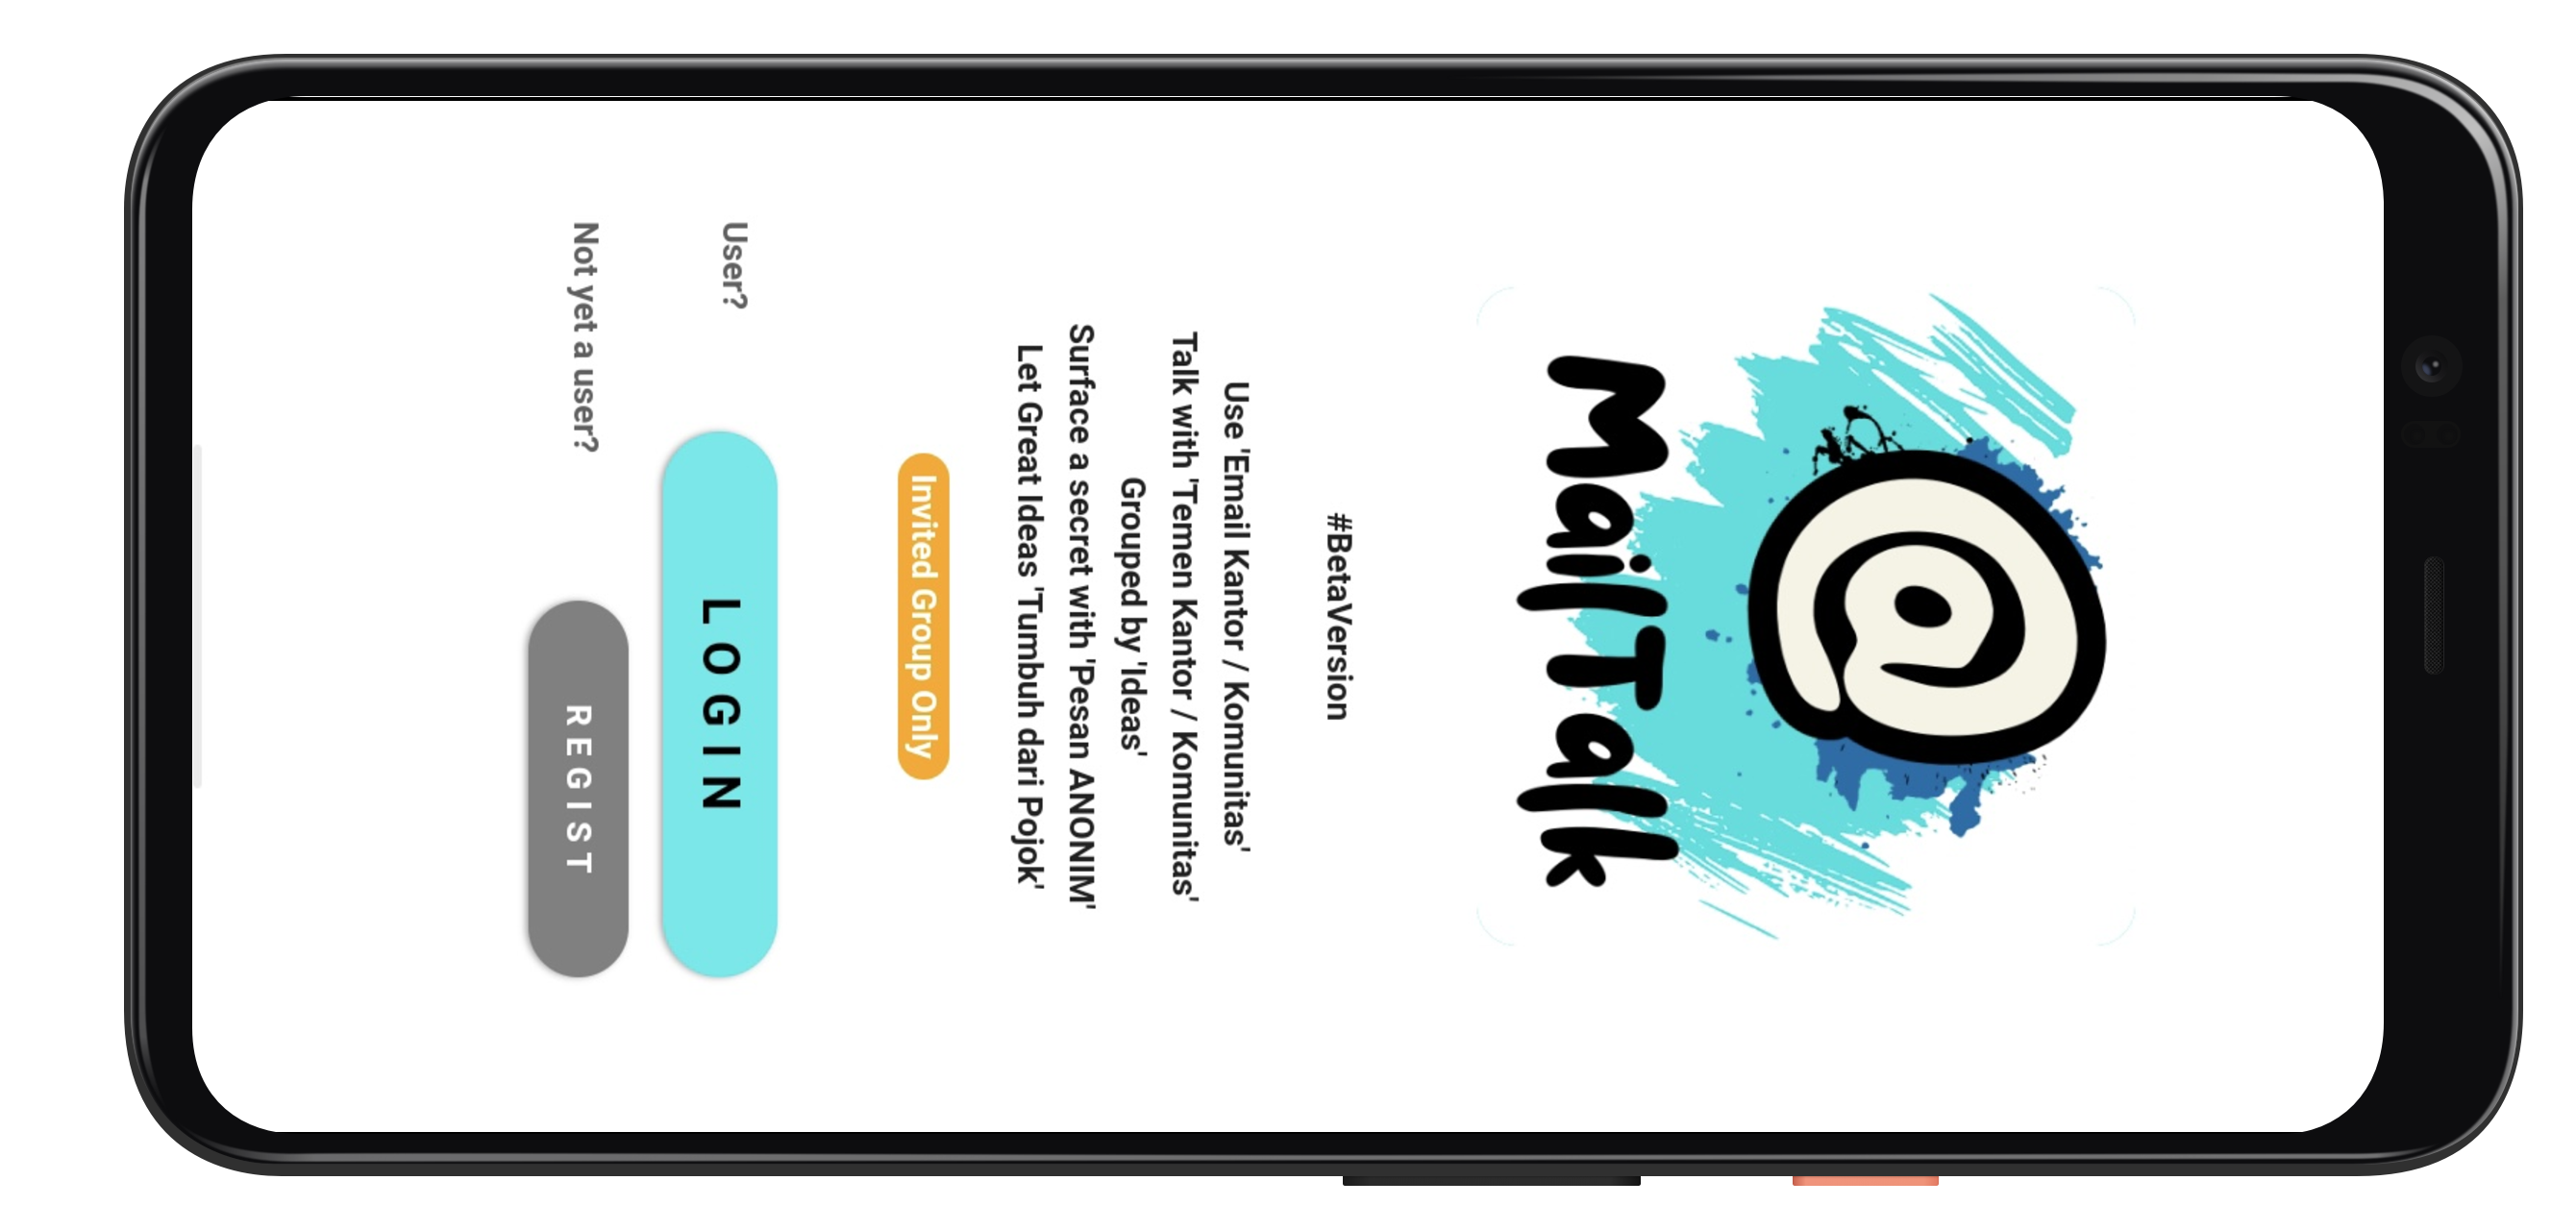 @
MailTalk
#BetaVersion
Use 'Email Kantor / Komunitas'
Talk with 'Temen Kantor / Komunitas'
Grouped by 'Ideas'
Surface a secret with 'Pesan ANONIM'
Let Great Ideas 'Tumbuh dari Pojok'
Invited Group Only
User?
LOGIN
Not yet a user?
REGIST